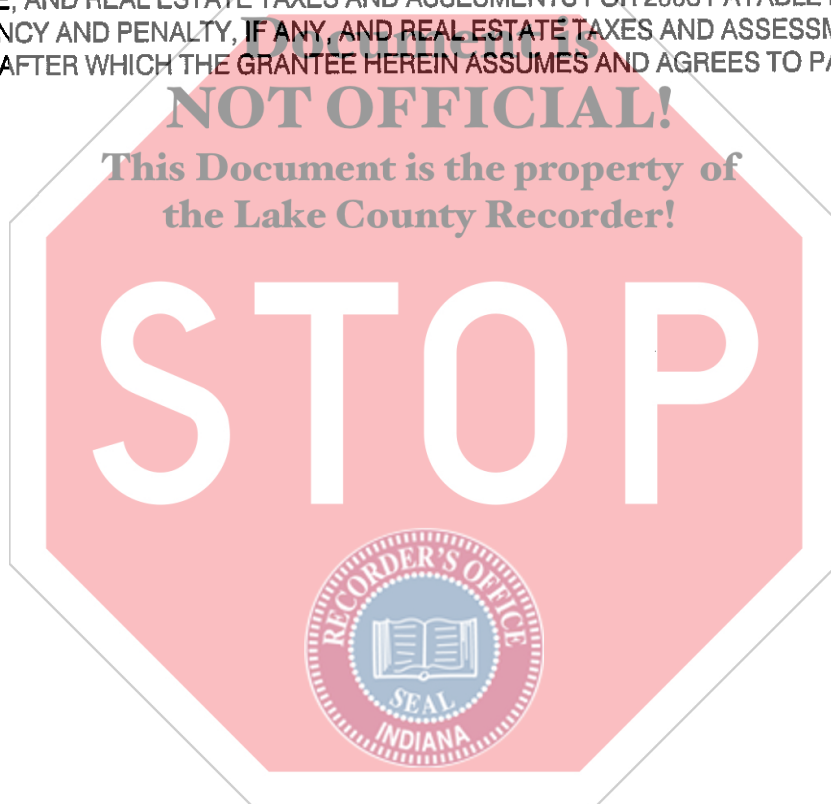 AND REAL ESTATE TAXES AND ASSESMENTS FOR
NCY AND PENALTY, IF ANY, AND REAL ESTATE TAXES AND ASSESSM
AFTER WHICH THE GRANTEE HEREIN ASSUMES AND AGREES TO PA
Document is
NOT OFFICIAL!
This Document is the property of
the Lake County Recorder!
STOP
RECORDER'S OFFICE
SEAL
INDIANA